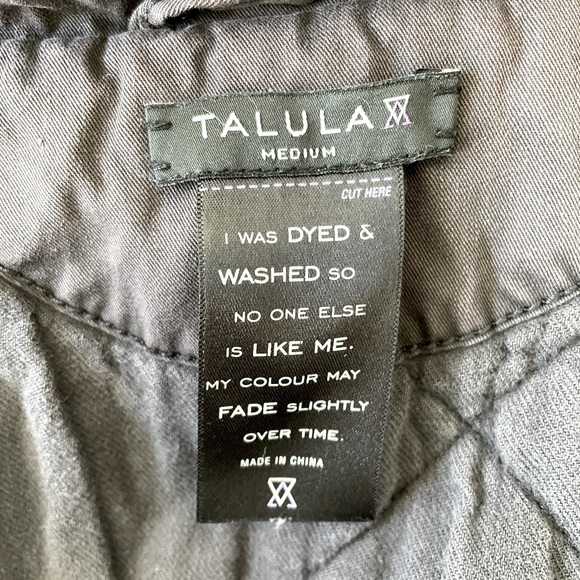 TALULA
MEDIUM
CUT HERE
I WAS DYED &
WASHED SO
NO ONE ELSE
IS LIKE ME.
MY COLOUR MAY
FADE SLIGHTLY
OVER TIME.
MADE IN CHINA